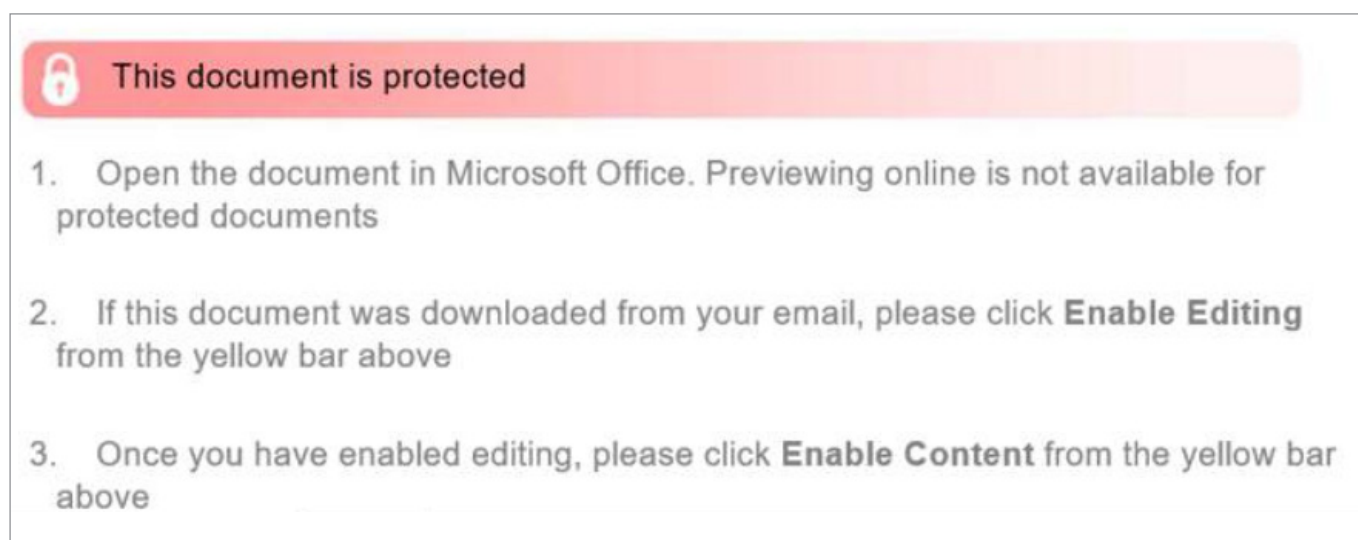 This document is protected
1. Open the document in Microsoft Office. Previewing online is not available for
protected documents
2. If this document was downloaded from your email, please click Enable Editing
from the yellow bar above
3. Once you have enabled editing, please click Enable Content from the yellow bar
above